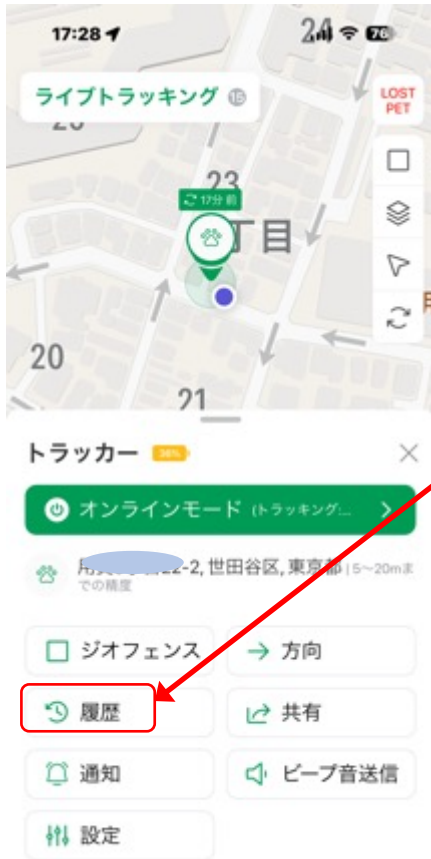 17:28
24
76
ライブトラッキング 15
LOST
PET
23
17分 前
丁目
20
21
トラッカー 36%
オンラインモード (トラッキング...
22-2, 世田谷区, 東京都 | 5〜20mま
での精度
ジオフェンス
方向
履歴
共有
通知
ビープ音送信
設定